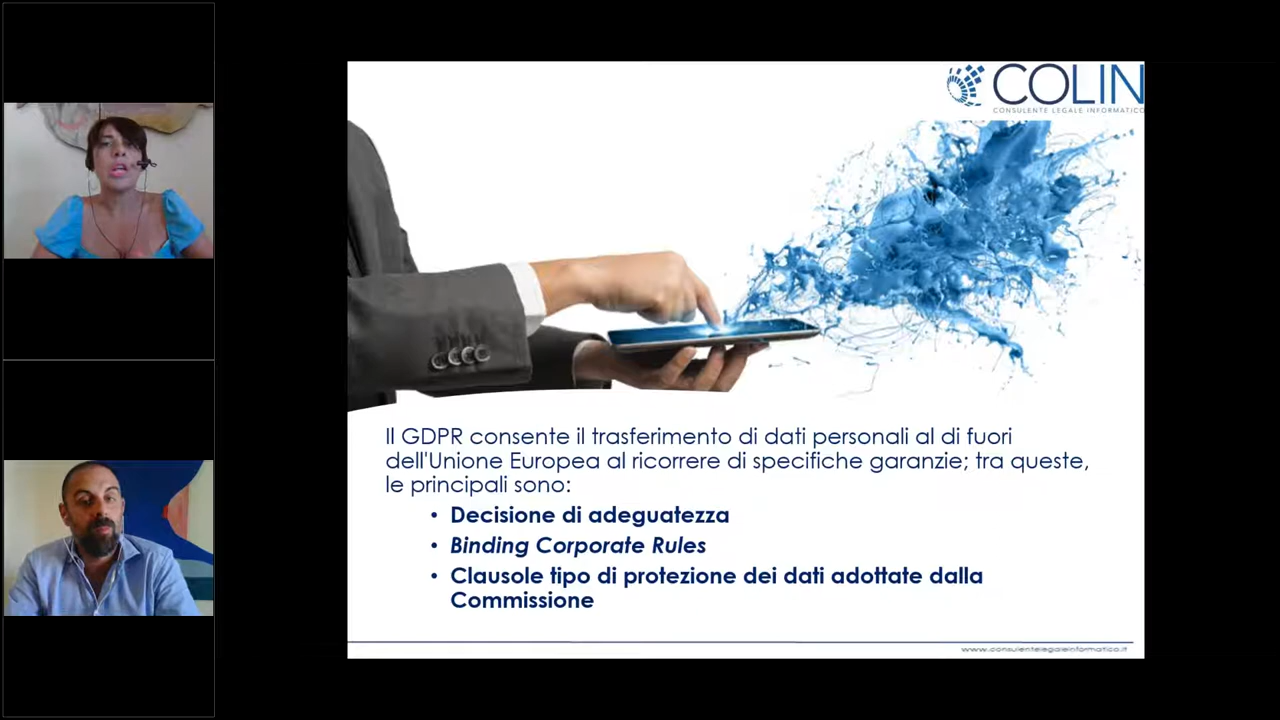 COLIN
CONSULENTE LEGALE INFORMATICO
Il GDPR consente il trasferimento di dati personali al di fuori
dell'Unione Europea al ricorrere di specifiche garanzie; tra queste,
le principali sono:
• Decisione di adeguatezza
• Binding Corporate Rules
• Clausole tipo di protezione dei dati adottate dalla
Commissione
www.consulentelegaleinformatico.it